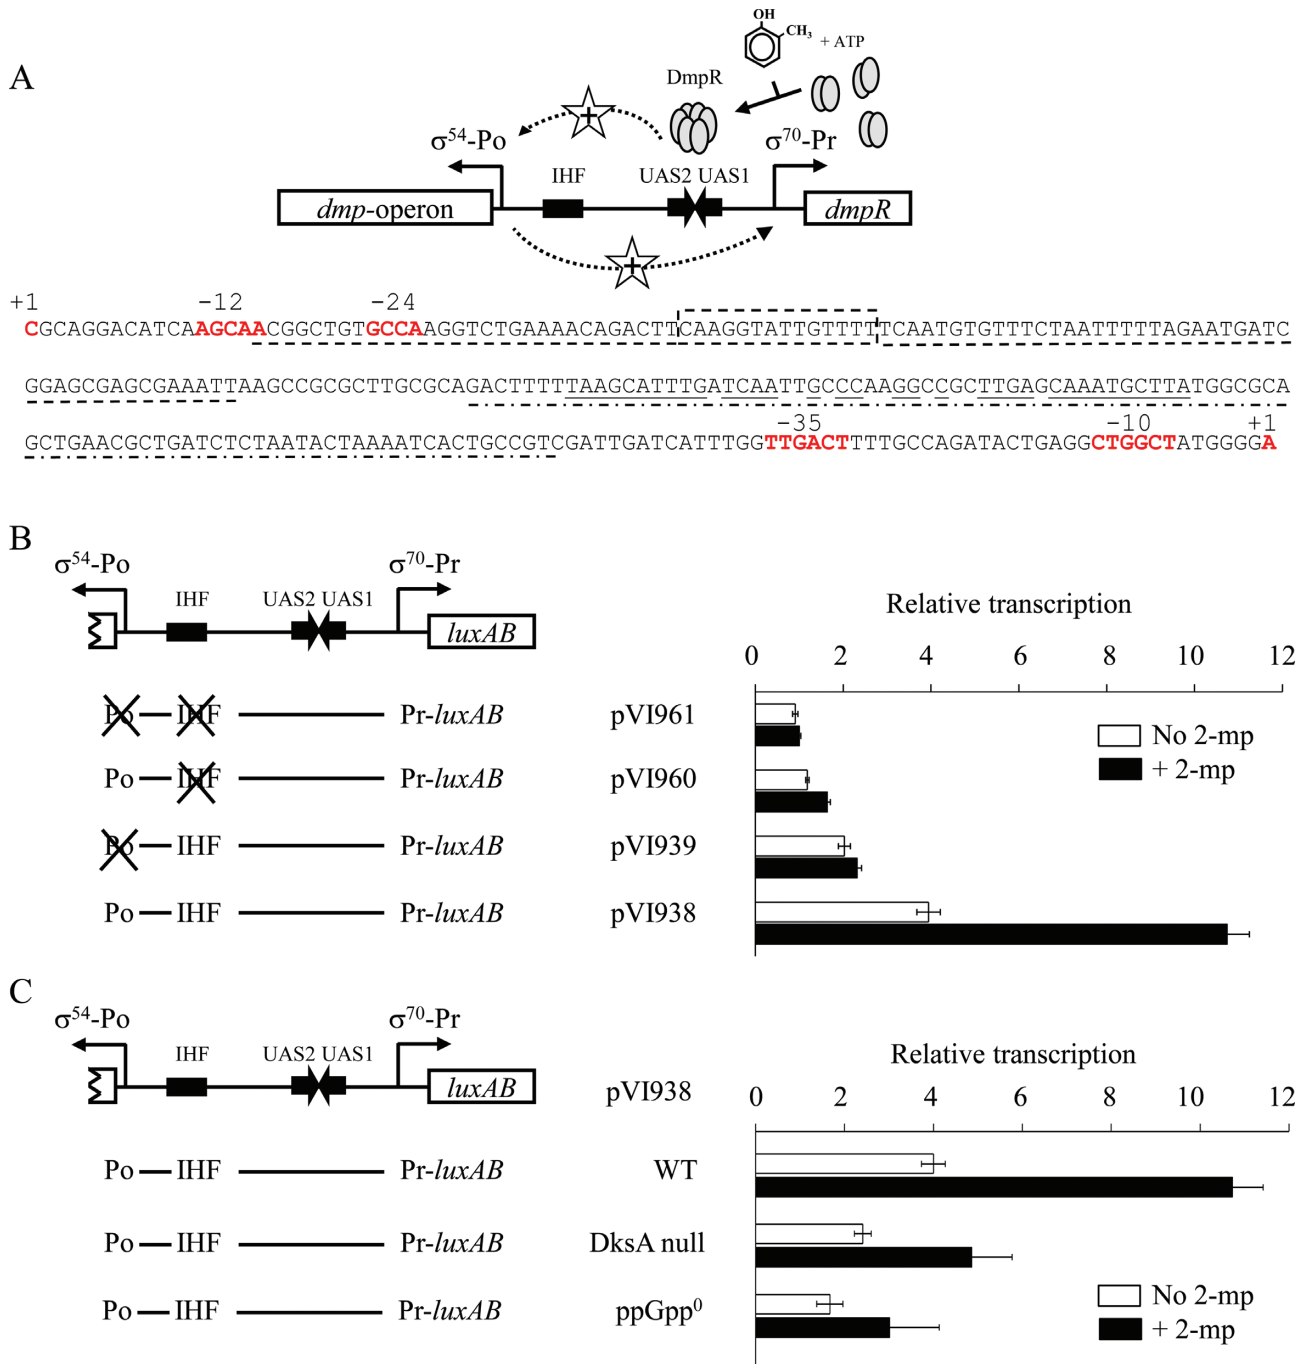 A
OH
CH3 + ATP
DmpR
σ54-Po
σ70-Pr
IHF
UAS2 UAS1
dmp-operon
dmpR
+1 −12 −24
CGCAGGACATCAAGCAACGGCTGTGCCAAGGTCTGAAAACAGACTTCAAGGTATTGTTTTTCAATGTGTTTCTAATTTTTAGAATGATC
GGAGCGAGCGAAATTAAGCCGCGCTTGCGCAGACTTTTTAAGCATTTGATCAATTGCCCAAGGCCGCTTGAGCAAATGCTTATGGCGCA
−35 −10 +1
GCTGAACGCTGATCTCTAATACTAAAATCACTGCCGTCGATTGATCATTTGGTTGACTTTTGCCAGATACTGAGGCTGGCTATGGGGA
B
σ54-Po
σ70-Pr
IHF
UAS2 UAS1
luxAB
Relative transcription
0 2 4 6 8 10 12
Po IHF Pr-luxAB pVI961
Po IHF Pr-luxAB pVI960
Po IHF Pr-luxAB pVI939
Po IHF Pr-luxAB pVI938
No 2-mp
+ 2-mp
C
σ54-Po
σ70-Pr
IHF
UAS2 UAS1
luxAB
pVI938
Relative transcription
0 2 4 6 8 10 12
Po IHF Pr-luxAB WT
Po IHF Pr-luxAB DksA null
Po IHF Pr-luxAB ppGpp0
No 2-mp
+ 2-mp